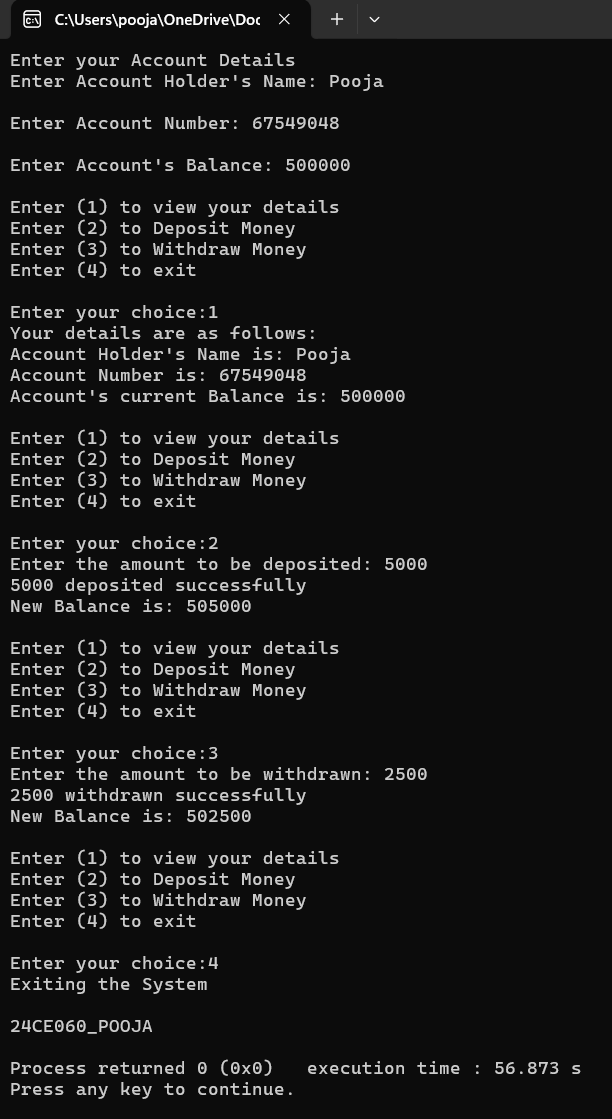 C:\Users\pooja\OneDrive\Doc
Enter your Account Details
Enter Account Holder's Name: Pooja
Enter Account Number: 67549048
Enter Account's Balance: 500000
Enter (1) to view your details
Enter (2) to Deposit Money
Enter (3) to Withdraw Money
Enter (4) to exit
Enter your choice:1
Your details are as follows:
Account Holder's Name is: Pooja
Account Number is: 67549048
Account's current Balance is: 500000
Enter (1) to view your details
Enter (2) to Deposit Money
Enter (3) to Withdraw Money
Enter (4) to exit
Enter your choice:2
Enter the amount to be deposited: 5000
5000 deposited successfully
New Balance is: 505000
Enter (1) to view your details
Enter (2) to Deposit Money
Enter (3) to Withdraw Money
Enter (4) to exit
Enter your choice:3
Enter the amount to be withdrawn: 2500
2500 withdrawn successfully
New Balance is: 502500
Enter (1) to view your details
Enter (2) to Deposit Money
Enter (3) to Withdraw Money
Enter (4) to exit
Enter your choice:4
Exiting the System
24CE060_POOJA
Process returned 0 (0x0)   execution time : 56.873 s
Press any key to continue.